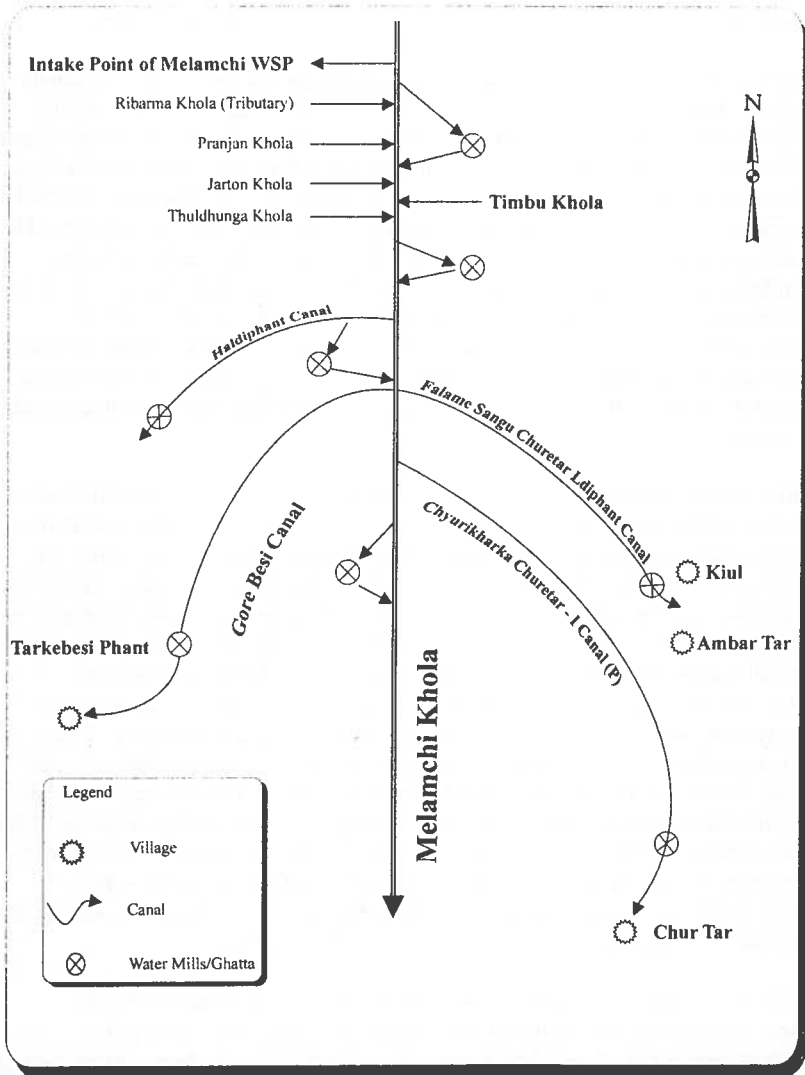 Intake Point of Melamchi WSP
Ribarma Khola (Tributary)
N
Pranjan Khola
Jarton Khola
Timbu Khola
Thuldhunga Khola
Haldiphant Canal
Falame Sangu Churetar Ldiphant Canal
Chyurikharka Churetar - 1 Canal (P)
Gore Besi Canal
Kiul
Tarkebesi Phant
Ambar Tar
Melamchi Khola
Legend
Village
Canal
Water Mills/Ghatta
Chur Tar